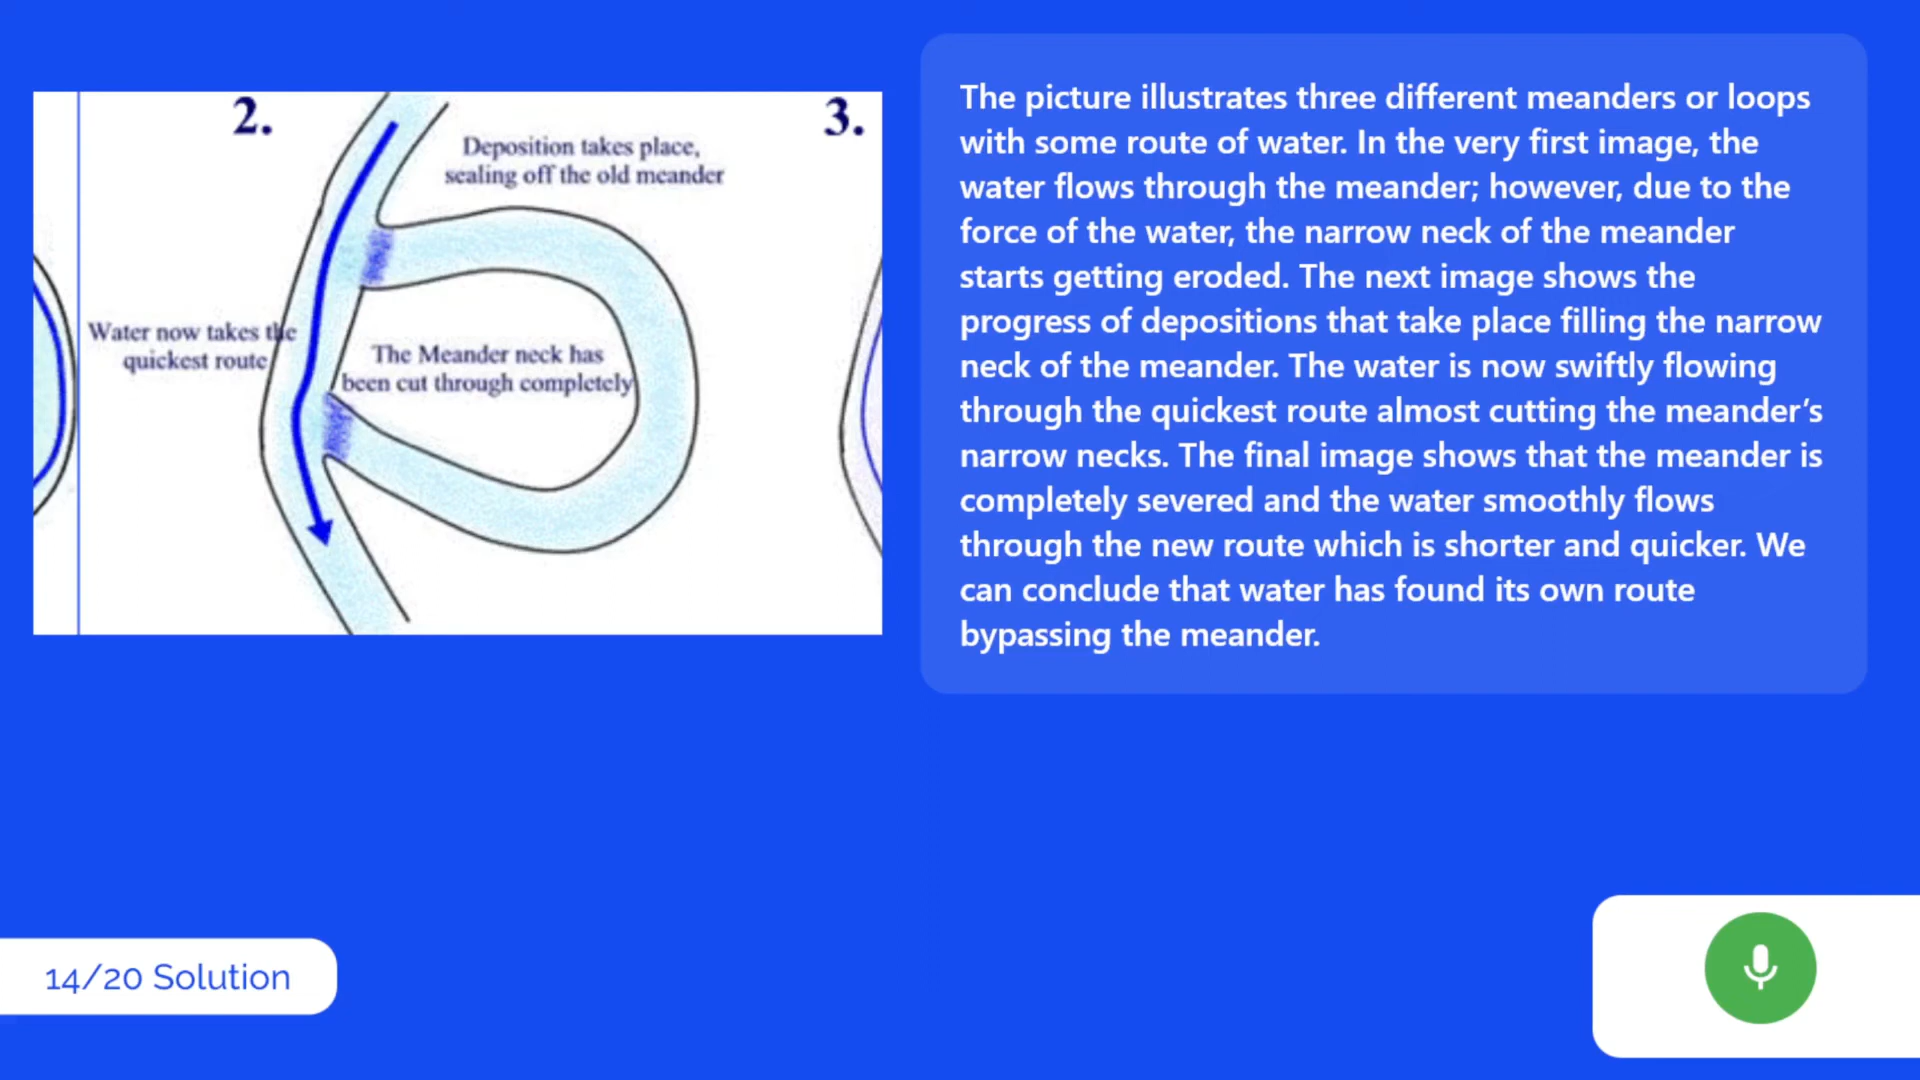 2.
3.
Deposition takes place,
sealing off the old meander
Water now takes the
quickest route
The Meander neck has
been cut through completely
The picture illustrates three different meanders or loops
with some route of water. In the very first image, the
water flows through the meander; however, due to the
force of the water, the narrow neck of the meander
starts getting eroded. The next image shows the
progress of depositions that take place filling the narrow
neck of the meander. The water is now swiftly flowing
through the quickest route almost cutting the meander’s
narrow necks. The final image shows that the meander is
completely severed and the water smoothly flows
through the new route which is shorter and quicker. We
can conclude that water has found its own route
bypassing the meander.
14/20 Solution